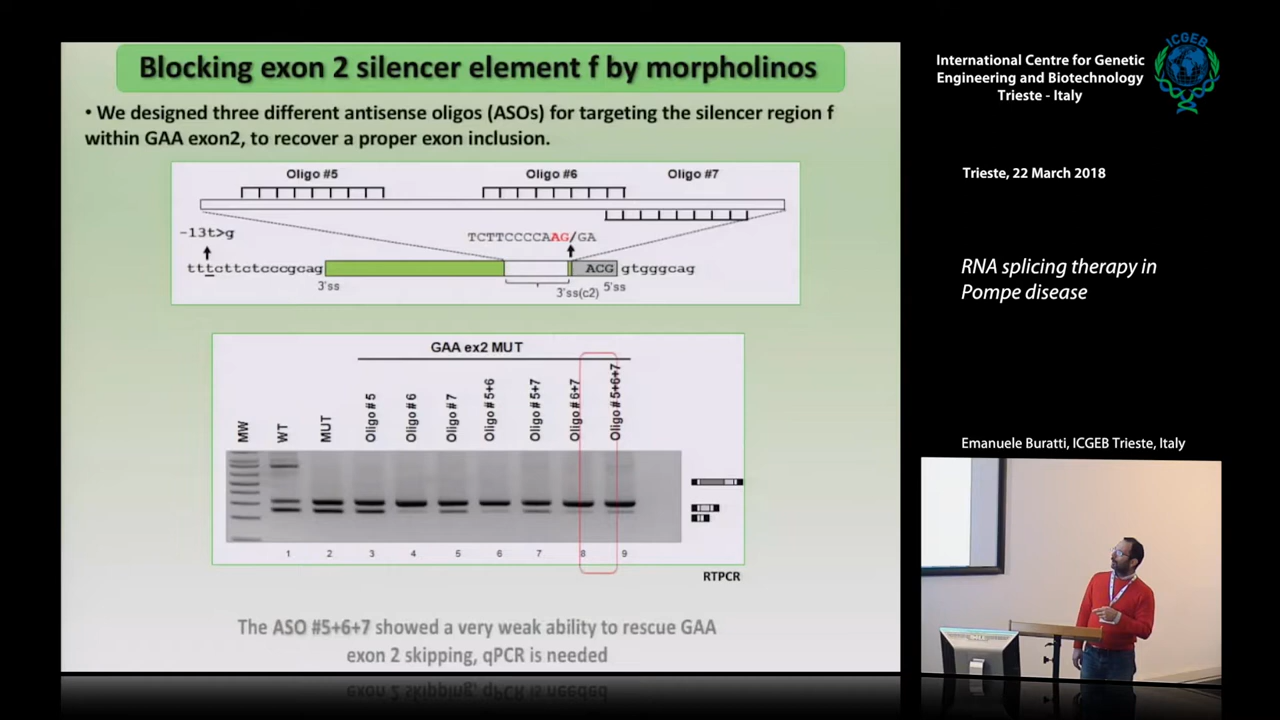 Blocking exon 2 silencer element f by morpholinos
• We designed three different antisense oligos (ASOs) for targeting the silencer region f
within GAA exon2, to recover a proper exon inclusion.
Oligo #5
Oligo #6
Oligo #7
-13t>g
TCTTCCCCAAG/GA
tttcttctcccgcag
ACG
gtgggcag
3'ss
3'ss(c2)
5'ss
GAA ex2 MUT
MW
WT
MUT
Oligo # 5
Oligo # 6
Oligo # 7
Oligo # 5+6
Oligo # 5+7
Oligo # 6+7
Oligo # 5+6+7
1 2 3 4 5 6 7 8 9
RTPCR
The ASO #5+6+7 showed a very weak ability to rescue GAA
exon 2 skipping, qPCR is needed
International Centre for Genetic
Engineering and Biotechnology
Trieste - Italy
ICGEB
Trieste, 22 March 2018
RNA splicing therapy in
Pompe disease
Emanuele Buratti, ICGEB Trieste, Italy